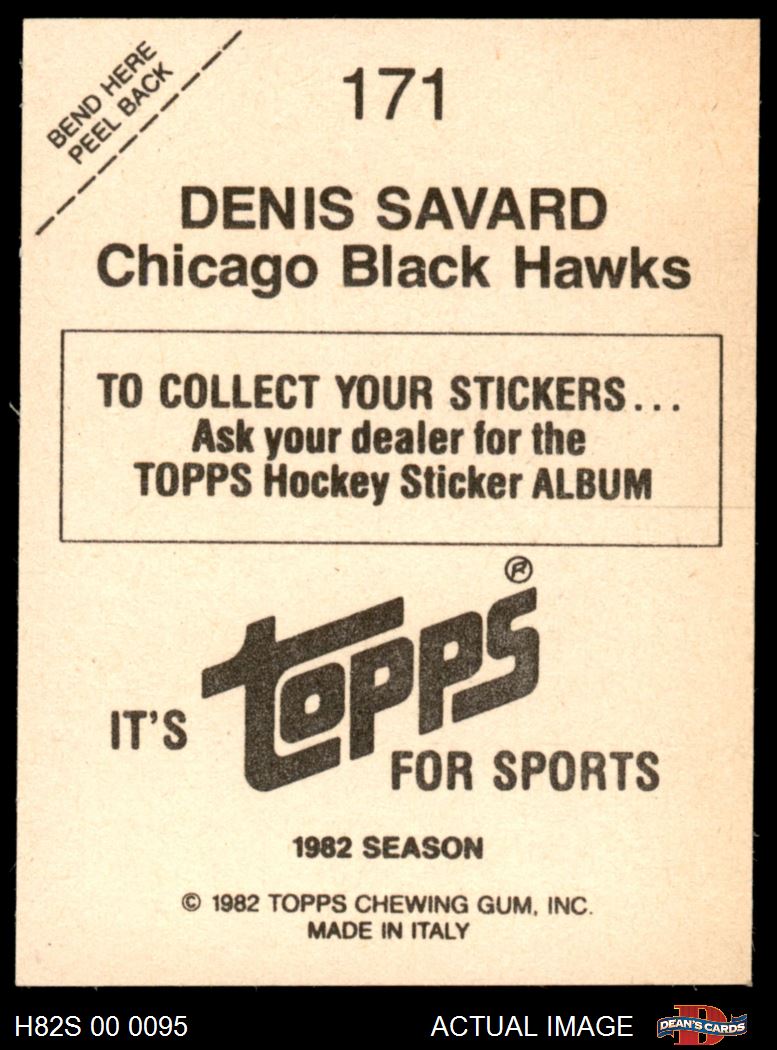 BEND HERE
PEEL BACK
171
DENIS SAVARD
Chicago Black Hawks
TO COLLECT YOUR STICKERS...
Ask your dealer for the
TOPPS Hockey Sticker ALBUM
IT'S topps®
FOR SPORTS
1982 SEASON
© 1982 TOPPS CHEWING GUM, INC.
MADE IN ITALY
H82S 00 0095 ACTUAL IMAGE D DEAN'S CARDS